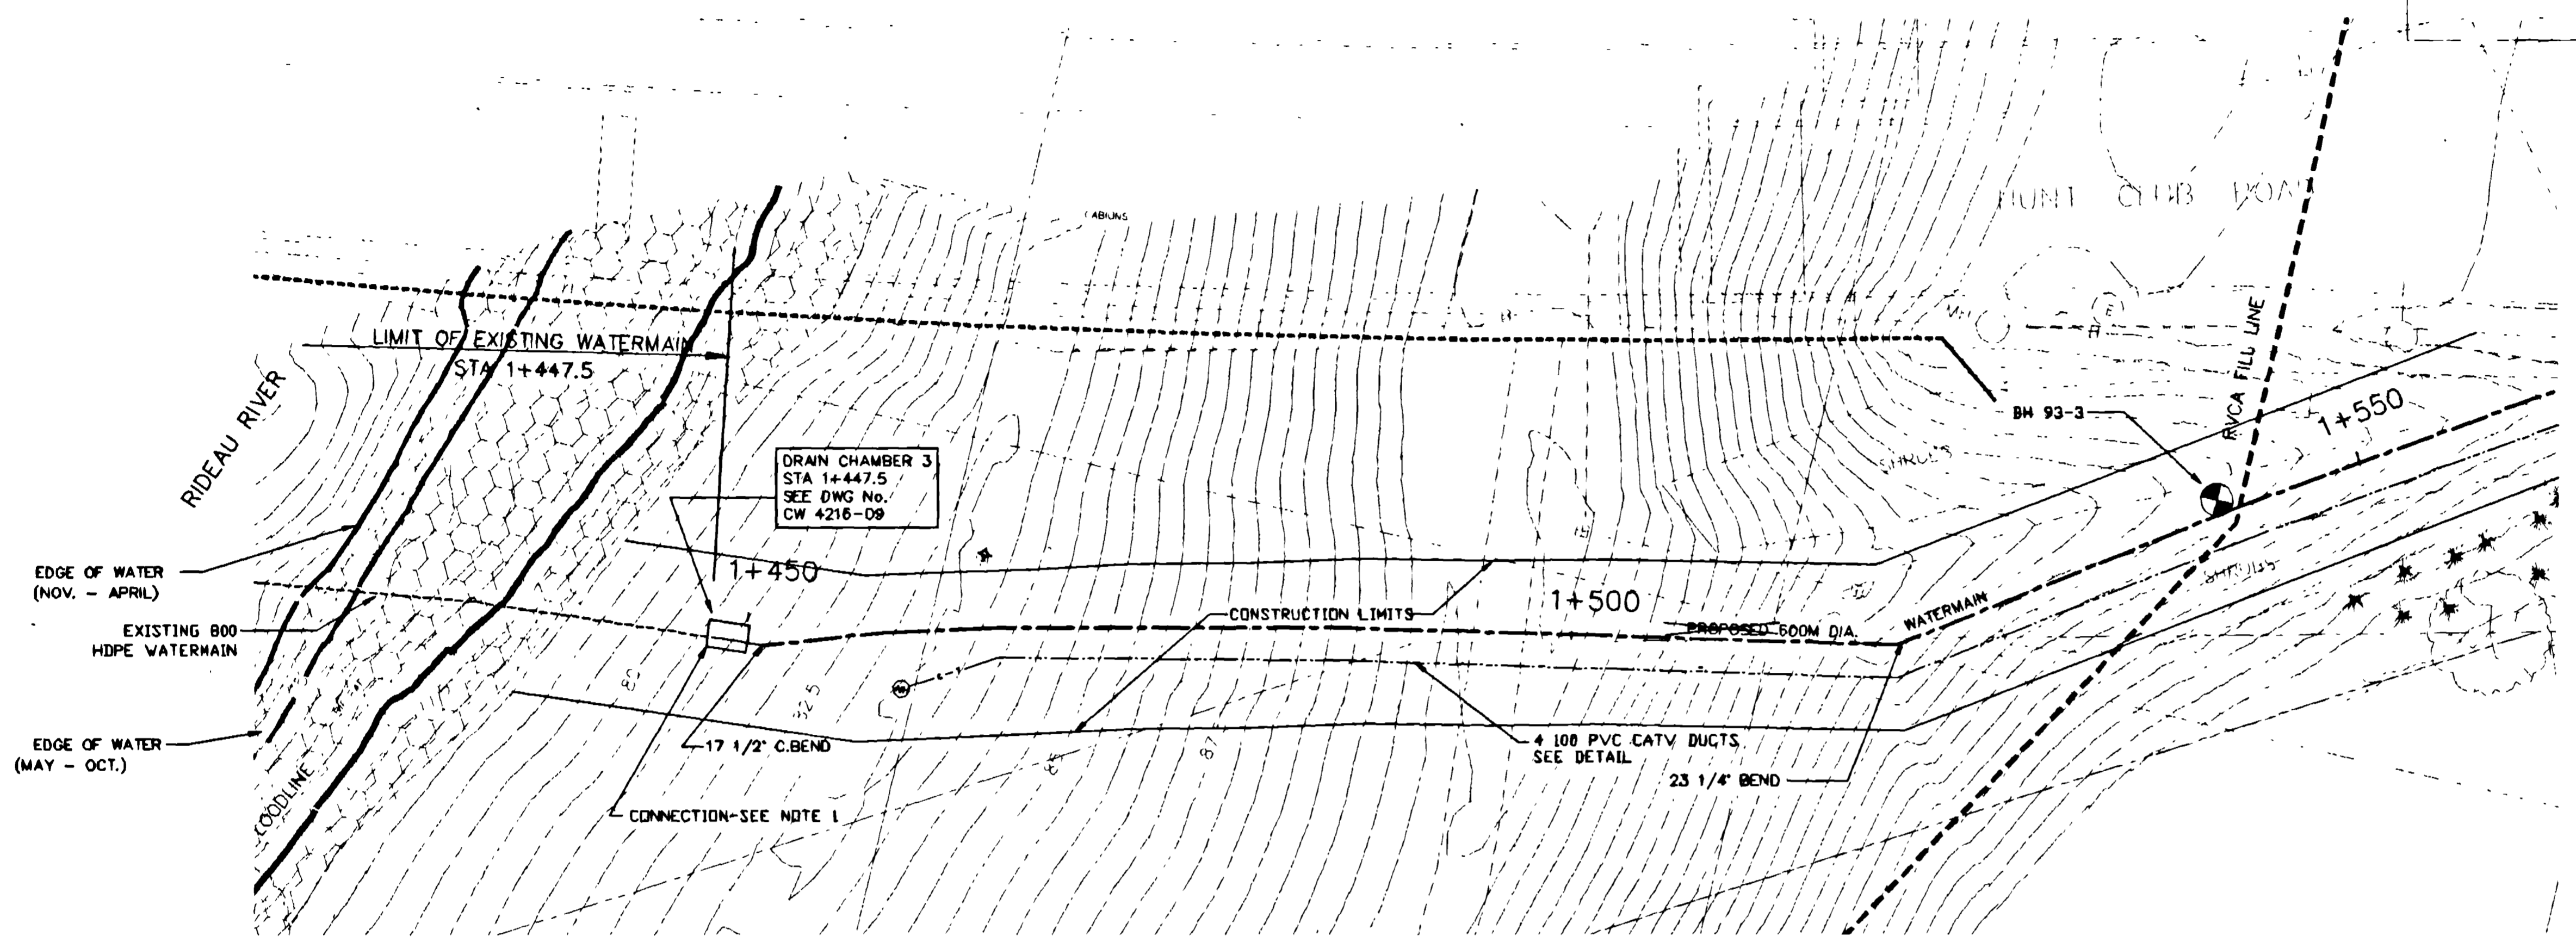 HUNT CLUB ROAD
LIMIT OF EXISTING WATERMAIN
STA 1+447.5
RIDEAU RIVER
RVCA FILL LINE
MH
E
BH 93-3
1+550
SHRUBS
DRAIN CHAMBER 3
STA 1+447.5
SEE DWG No.
CW 4216-09
EDGE OF WATER
(NOV. - APRIL)
1+450
1+500
CONSTRUCTION LIMITS
EXISTING 800
HDPE WATERMAIN
PROPOSED 600M DIA.
WATERMAIN
SHRUBS
EDGE OF WATER
(MAY - OCT.)
17 1/2° C.BEND
4 100 PVC CATV DUCTS
SEE DETAIL
85
87
23 1/4° BEND
CONNECTION-SEE NOTE 1